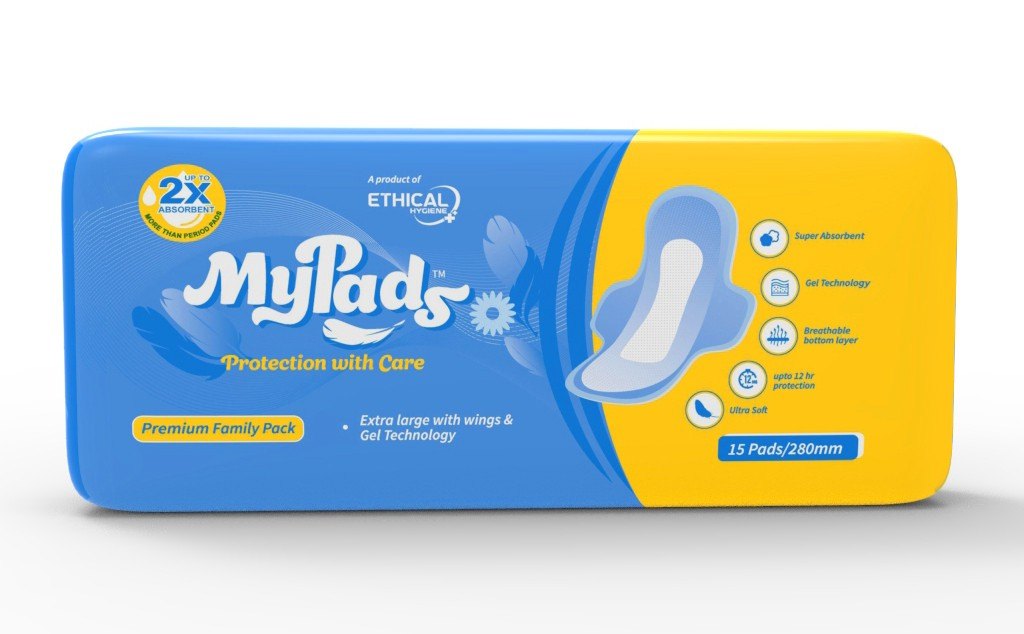 UP TO
2X
ABSORBENT
MORE THAN PERIOD PADS
A product of
ETHICAL
HYGIENE
MyPads™
Protection with Care
Premium Family Pack
• Extra large with wings &
Gel Technology
Super Absorbent
Gel Technology
Breathable
bottom layer
12 HRS
upto 12 hr
protection
Ultra Soft
15 Pads/280mm